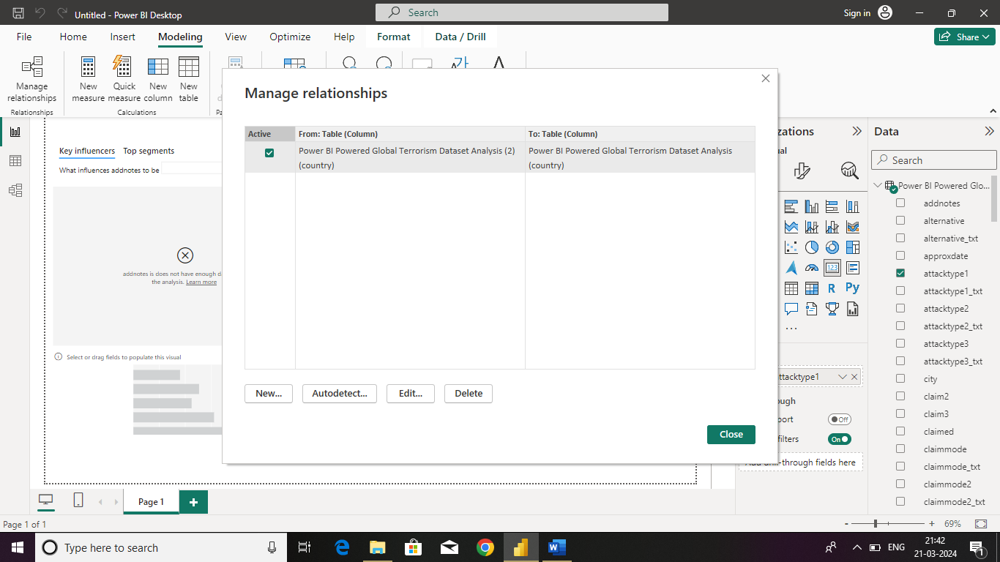 Untitled - Power BI Desktop
Search
Sign in
File
Home
Insert
Modeling
View
Optimize
Help
Format
Data / Drill
Share
Manage
relationships
New
measure
Quick
measure
New
column
New
table
Relationships
Calculations
Pa
Manage relationships
Active
From: Table (Column)
To: Table (Column)
Power BI Powered Global Terrorism Dataset Analysis (2)
(country)
Power BI Powered Global Terrorism Dataset Analysis
(country)
New...
Autodetect...
Edit...
Delete
Close
Key influencers
Top segments
What influences addnotes to be
addnotes is does not have enough d
the analysis. Learn more
Select or drag fields to populate this visual
zations
ual
123
R
Py
...
ttacktype1
ough
port
Off
filters
On
-through fields here
Data
Search
Power BI Powered Glo...
addnotes
alternative
alternative_txt
approxdate
attacktype1
attacktype1_txt
attacktype2
attacktype2_txt
attacktype3
attacktype3_txt
city
claim2
claim3
claimed
claimmode
claimmode_txt
claimmode2
claimmode2_txt
Page 1
Page 1 of 1
- + 69%
Type here to search
ENG
21:42
21-03-2024
1